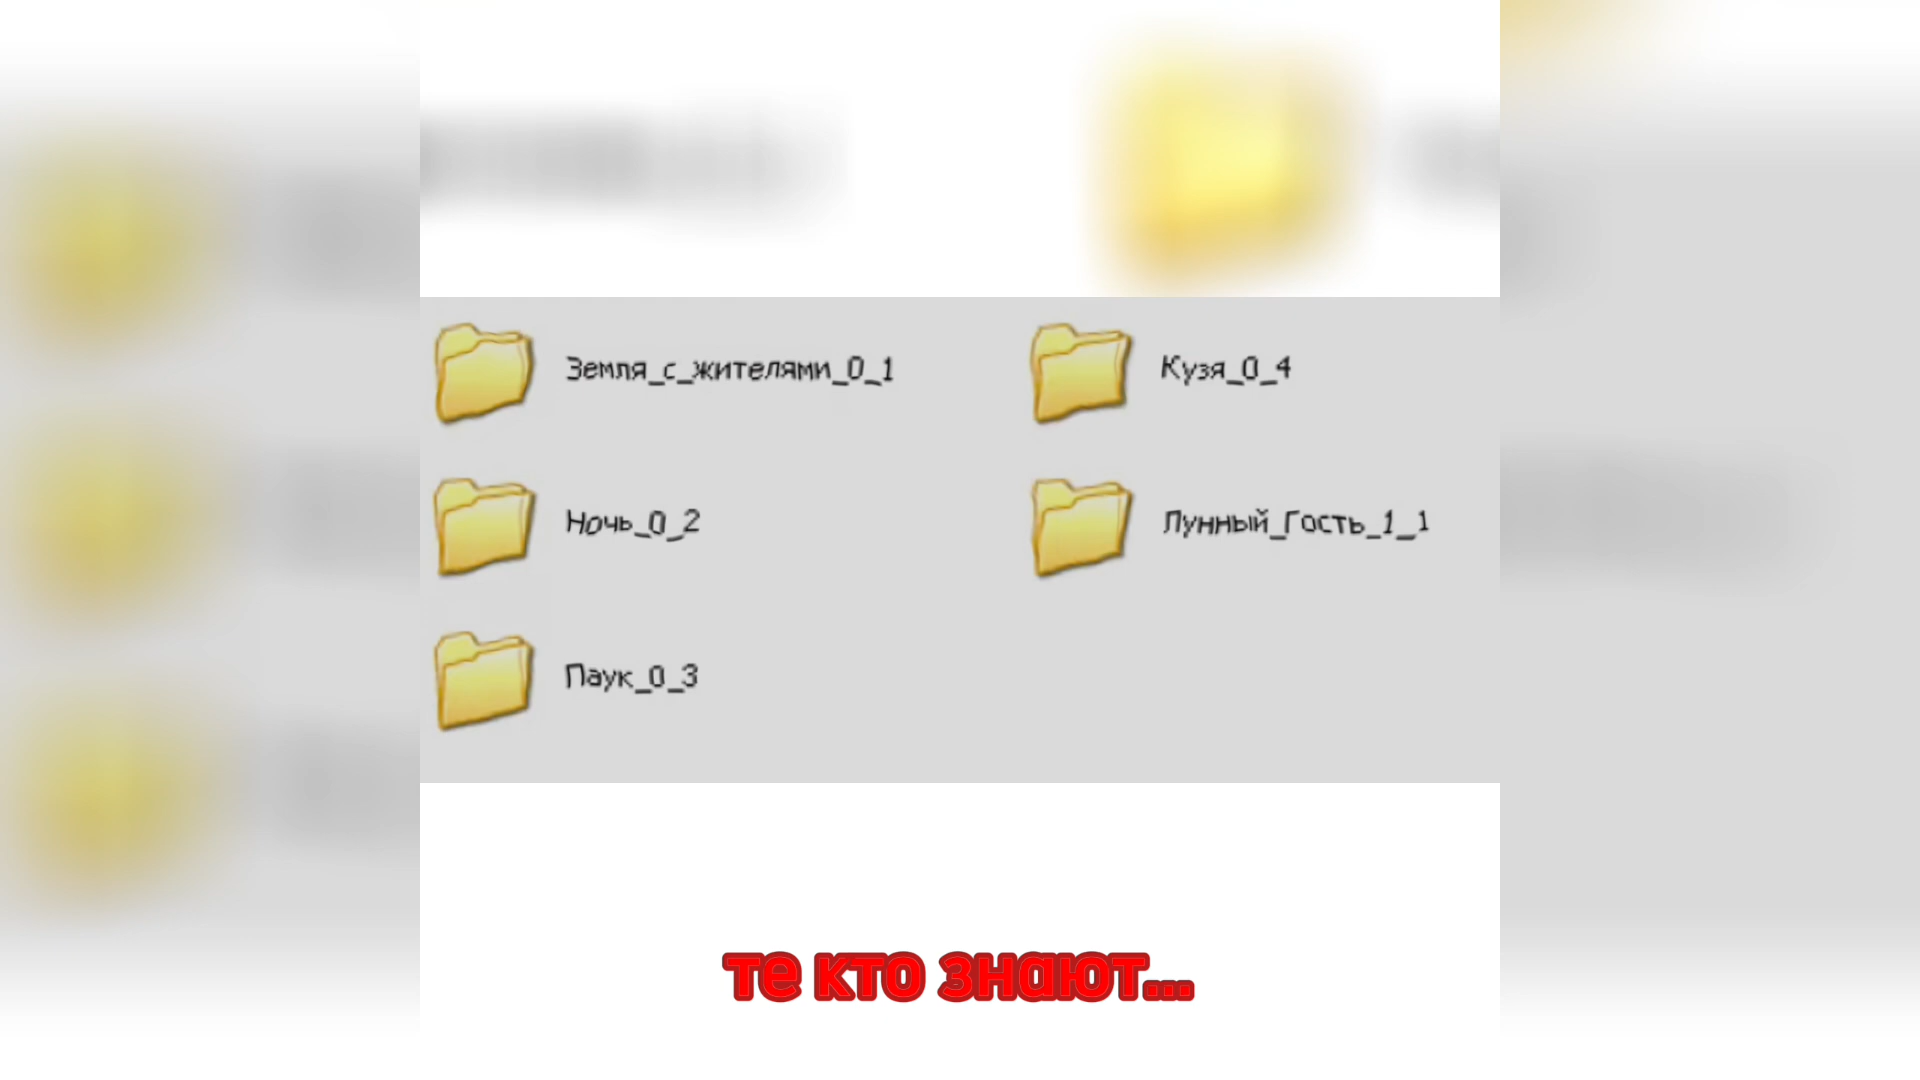 Земля_с_жителями_0_1
Ночь_0_2
Паук_0_3
Кузя_0_4
Лунный_Гость_1_1
те кто знают...